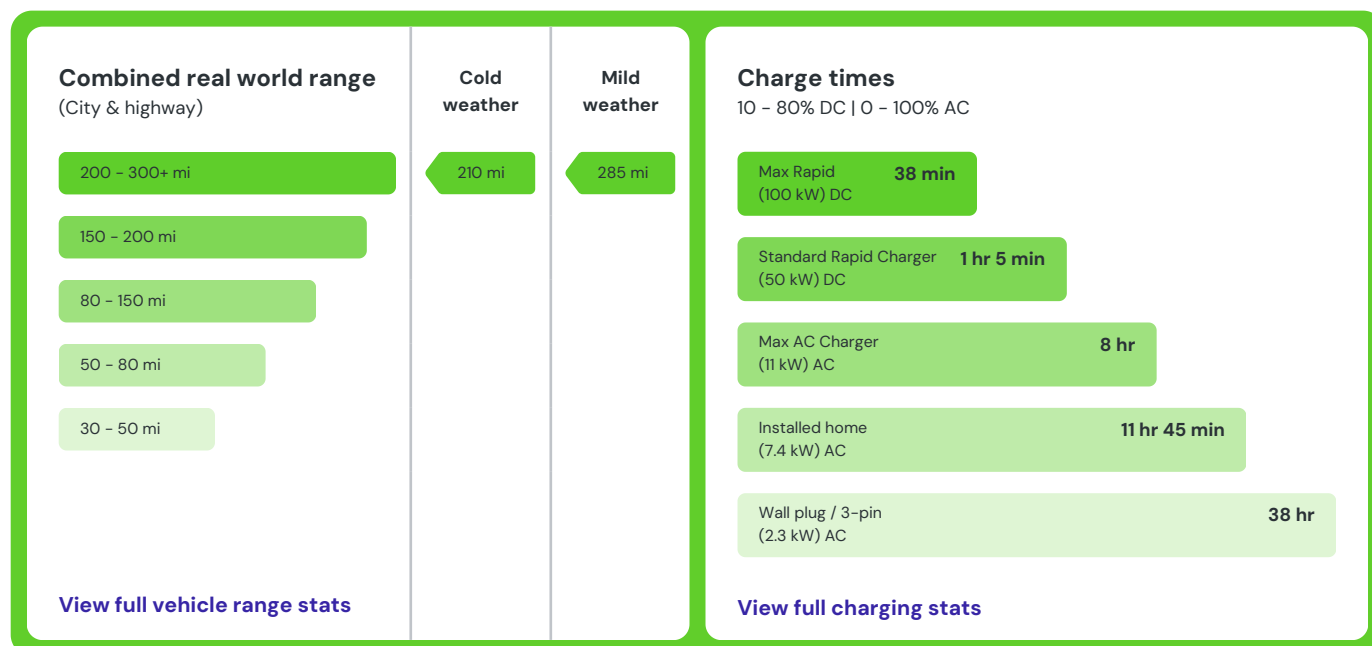 Combined real world range
(City & highway)
Cold
weather
Mild
weather
200 - 300+ mi
210 mi
285 mi
150 - 200 mi
80 - 150 mi
50 - 80 mi
30 - 50 mi
View full vehicle range stats
Charge times
10 - 80% DC | 0 - 100% AC
Max Rapid
(100 kW) DC
38 min
Standard Rapid Charger
(50 kW) DC
1 hr 5 min
Max AC Charger
(11 kW) AC
8 hr
Installed home
(7.4 kW) AC
11 hr 45 min
Wall plug / 3-pin
(2.3 kW) AC
38 hr
View full charging stats